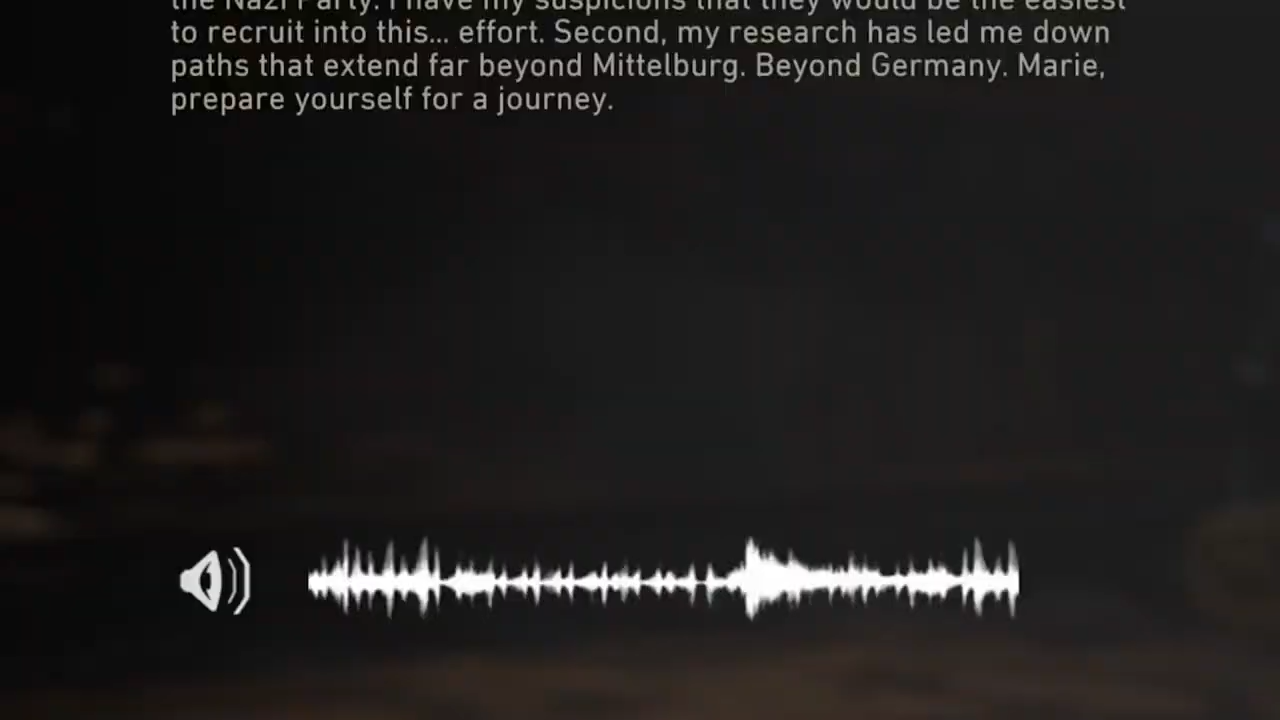 the Nazi Party. I have my suspicions that they would be the easiest
to recruit into this... effort. Second, my research has led me down
paths that extend far beyond Mittelburg. Beyond Germany. Marie,
prepare yourself for a journey.